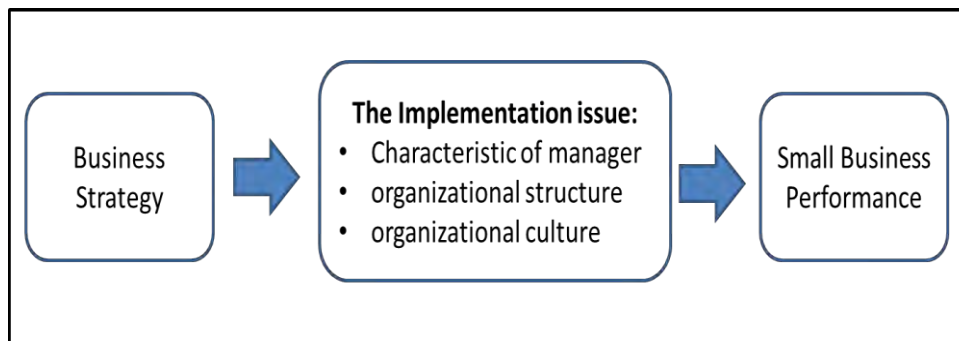 Business
Strategy
The Implementation issue:
• Characteristic of manager
• organizational structure
• organizational culture
Small Business
Performance